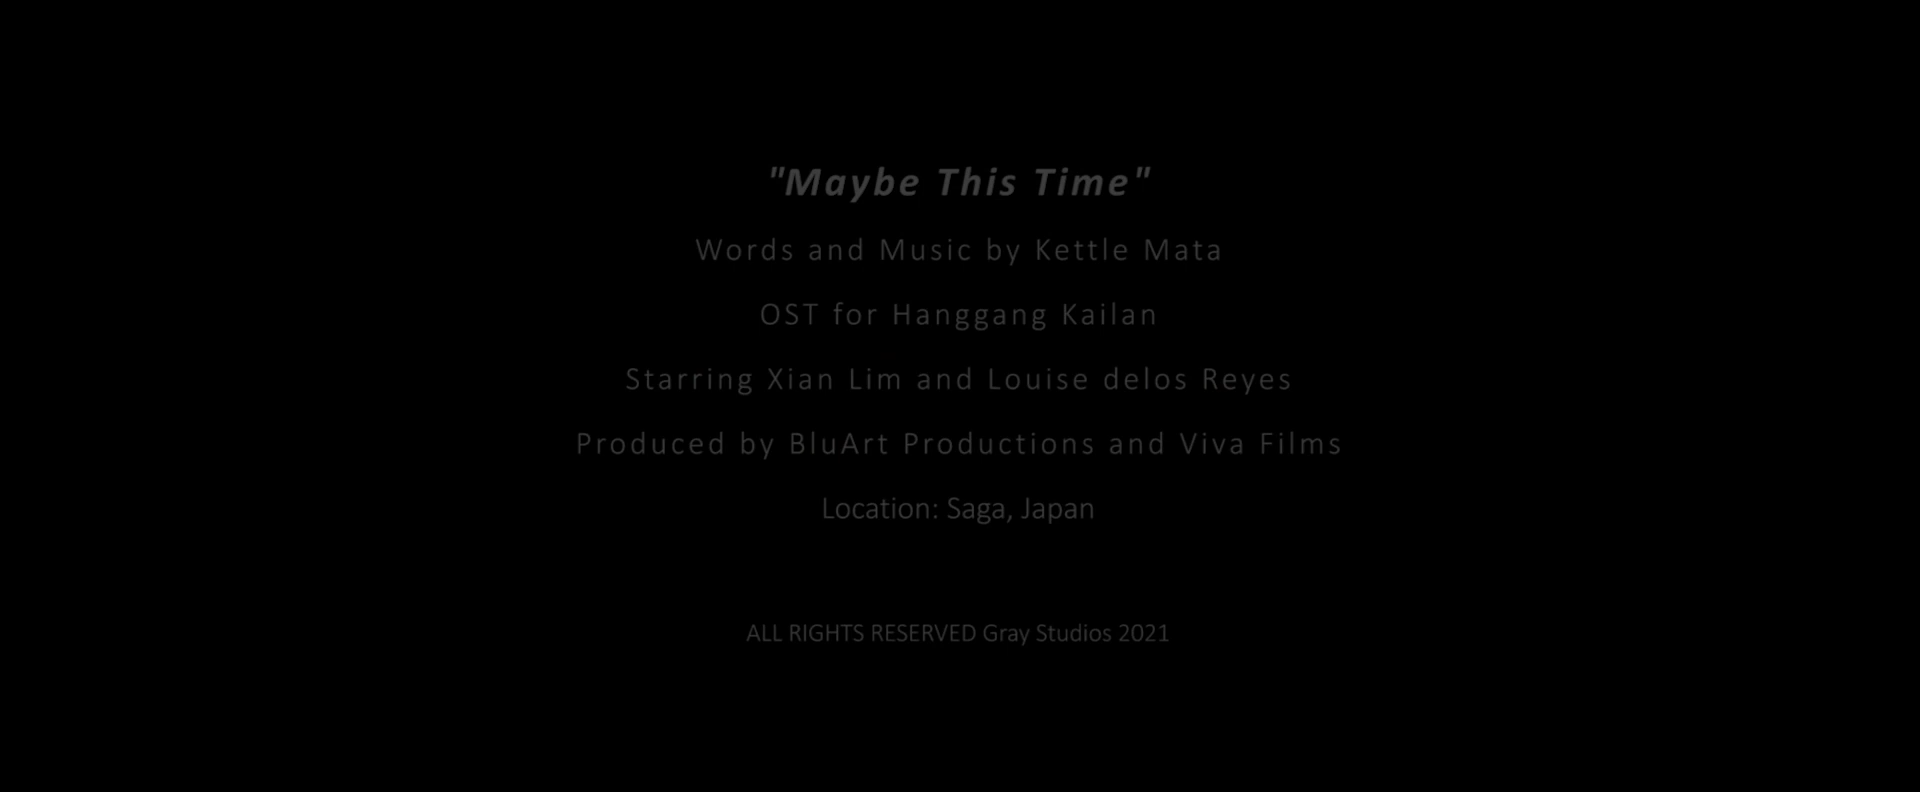 "Maybe This Time"
Words and Music by Kettle Mata
OST for Hanggang Kailan
Starring Xian Lim and Louise delos Reyes
Produced by BluArt Productions and Viva Films
Location: Saga, Japan
ALL RIGHTS RESERVED Gray Studios 2021